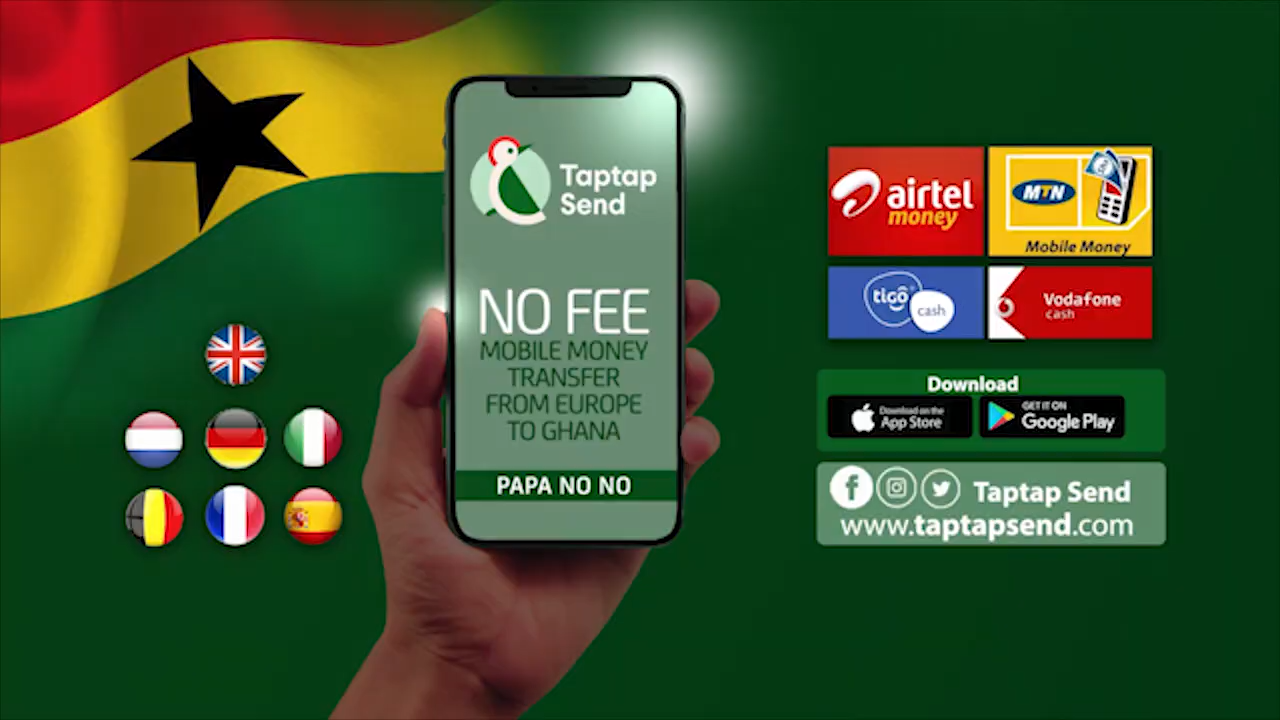 Taptap
Send
NO FEE
MOBILE MONEY
TRANSFER
FROM EUROPE
TO GHANA
PAPA NO NO
airtel
money
MTN
Mobile Money
tigo
cash
Vodafone
cash
Download
Download on the
App Store
GET IT ON
Google Play
Taptap Send
www.taptapsend.com